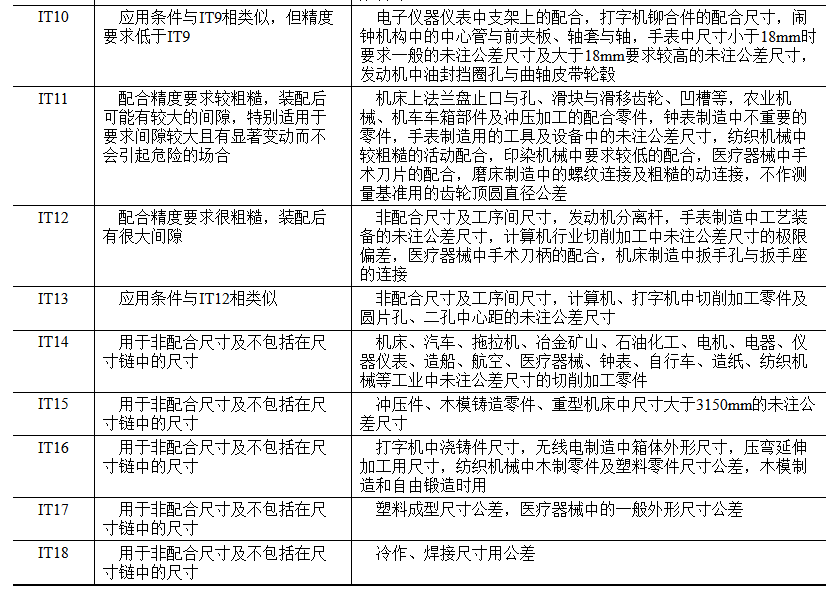 IT10
应用条件与IT9相类似，但精度
要求低于IT9
电子仪器仪表中支架上的配合，打字机铆合件的配合尺寸，闹
钟机构中的中心管与前夹板、轴套与轴，手表中尺寸小于18mm时
要求一般的未注公差尺寸及大于18mm要求较高的未注公差尺寸，
发动机中油封挡圈孔与曲轴皮带轮毂
IT11
配合精度要求较粗糙，装配后
可能有较大的间隙，特别适用于
要求间隙较大且有显著变动而不
会引起危险的场合
机床上法兰盘止口与孔、滑块与滑移齿轮、凹槽等，农业机
械、机车车箱部件及冲压加工的配合零件，钟表制造中不重要的
零件，手表制造用的工具及设备中的未注公差尺寸，纺织机械中
较粗糙的活动配合，印染机械中要求较低的配合，医疗器械中手
术刀片的配合，磨床制造中的螺纹连接及粗糙的动连接，不作测
量基准用的齿轮顶圆直径公差
IT12
配合精度要求很粗糙，装配后
有很大间隙
非配合尺寸及工序间尺寸，发动机分离杆，手表制造中工艺装
备的未注公差尺寸，计算机行业切削加工中未注公差尺寸的极限
偏差，医疗器械中手术刀柄的配合，机床制造中扳手孔与扳手座
的连接
IT13
应用条件与IT12相类似
非配合尺寸及工序间尺寸，计算机、打字机中切削加工零件及
圆片孔、二孔中心距的未注公差尺寸
IT14
用于非配合尺寸及不包括在尺
寸链中的尺寸
机床、汽车、拖拉机、冶金矿山、石油化工、电机、电器、仪
器仪表、造船、航空、医疗器械、钟表、自行车、造纸、纺织机
械等工业中未注公差尺寸的切削加工零件
IT15
用于非配合尺寸及不包括在尺
寸链中的尺寸
冲压件、木模铸造零件、重型机床中尺寸大于3150mm的未注公
差尺寸
IT16
用于非配合尺寸及不包括在尺
寸链中的尺寸
打字机中浇铸件尺寸，无线电制造中箱体外形尺寸，压弯延伸
加工用尺寸，纺织机械中木制零件及塑料零件尺寸公差，木模制
造和自由锻造时用
IT17
用于非配合尺寸及不包括在尺
寸链中的尺寸
塑料成型尺寸公差，医疗器械中的一般外形尺寸公差
IT18
用于非配合尺寸及不包括在尺
寸链中的尺寸
冷作、焊接尺寸用公差